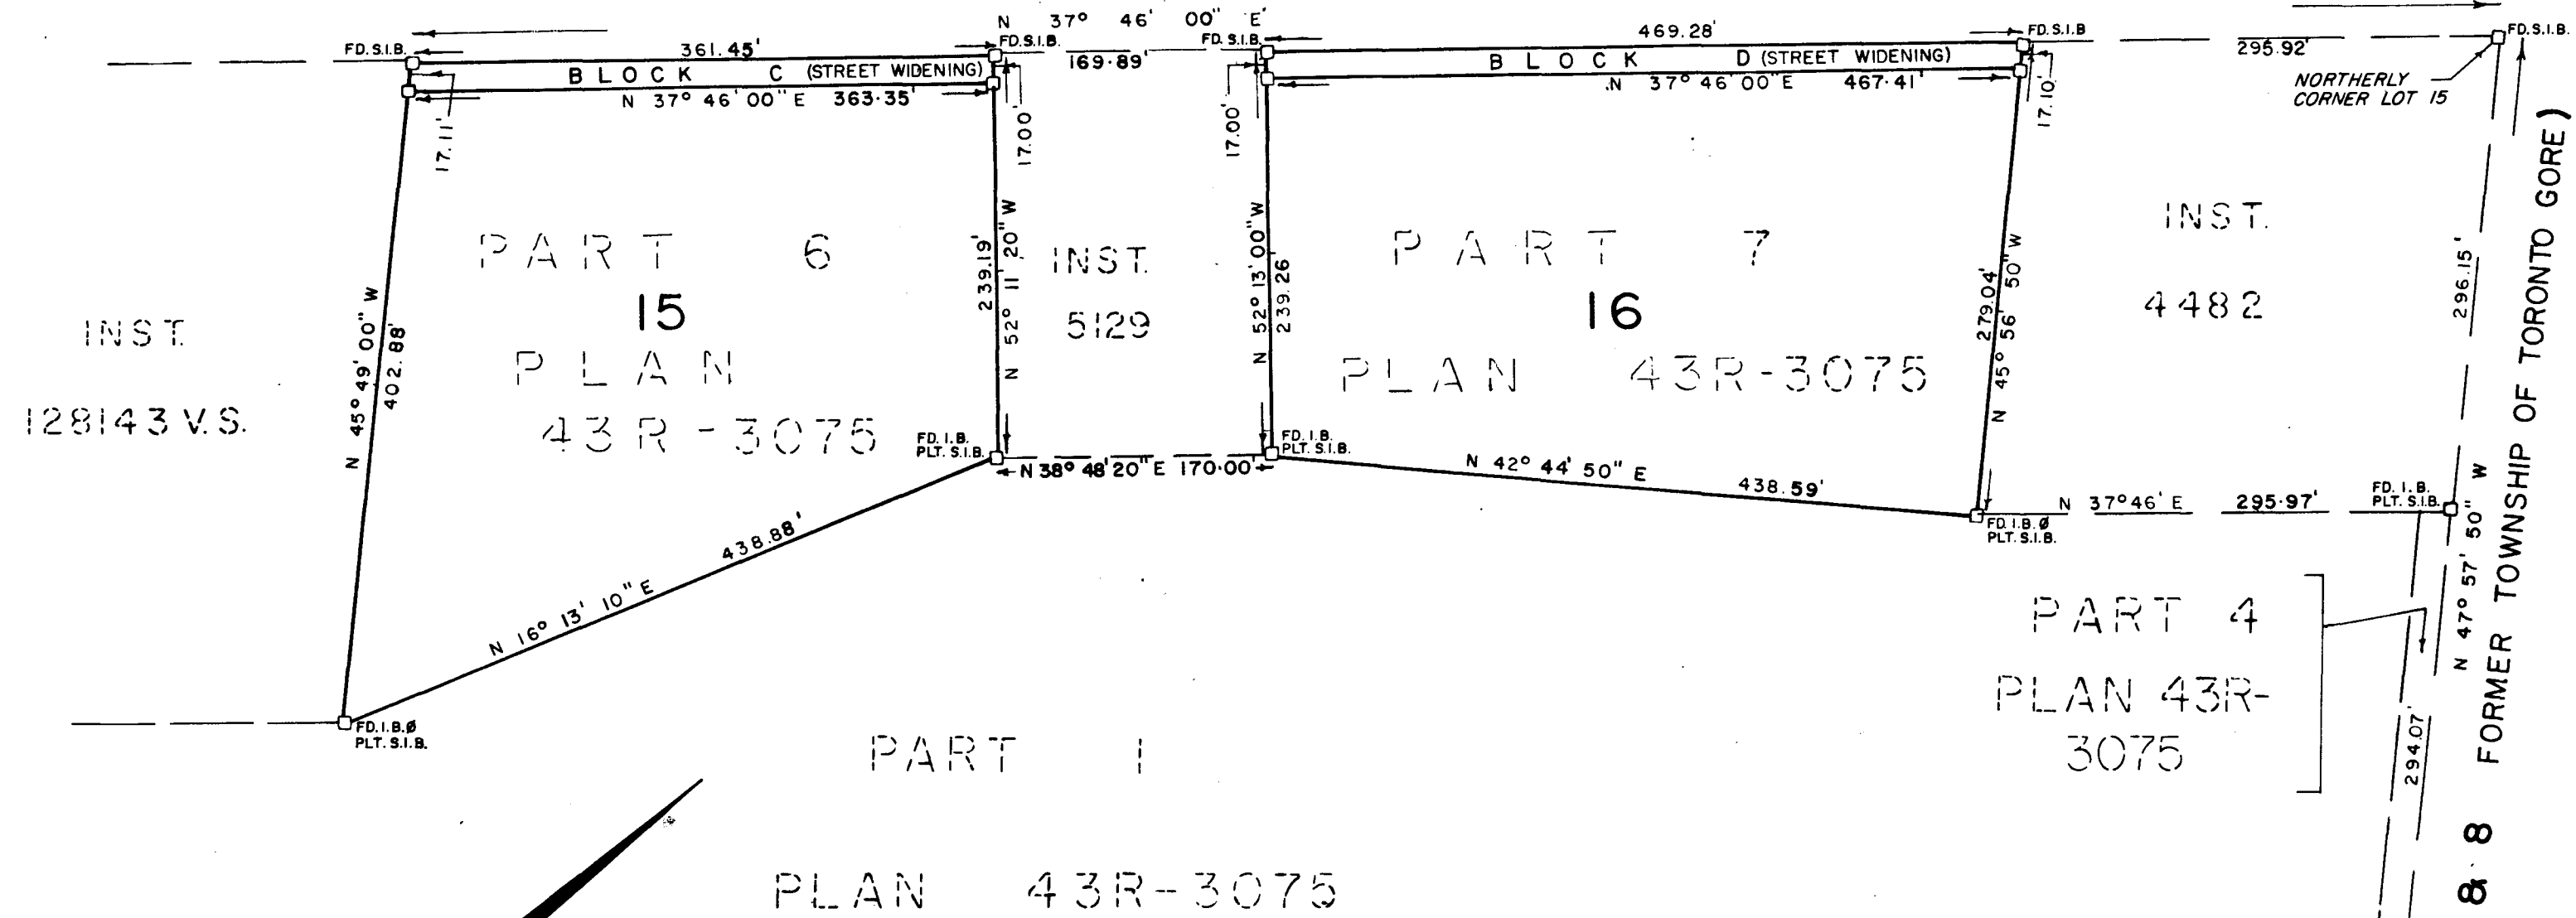 N 37° 46' 00" E
FD. S.I.B.
361.45'
FD. S.I.B.
169.89'
FD. S.I.B.
469.28'
FD. S.I.B
295.92'
FD. S.I.B.
BLOCK C (STREET WIDENING)
N 37° 46' 00" E 363.35'
BLOCK D (STREET WIDENING)
N 37° 46' 00" E 467.41'
NORTHERLY
CORNER LOT 15
17.11'
17.00'
17.00'
17.10'
INST.
128143 V.S.
N 45° 49' 00" W
402.88'
PART 6
15
PLAN
43R-3075
239.19'
N 52° 11' 20" W
INST.
5129
N 52° 13' 00" W
239.26'
PART 7
16
PLAN 43R-3075
279.04'
N 45° 56' 50" W
INST.
4482
296.15'
FD. I.B.
PLT. S.I.B.
N 38° 48' 20" E 170.00'
FD. I.B.
PLT. S.I.B.
N 42° 44' 50" E
438.59'
FD. I.B. Ø
PLT. S.I.B.
N 37° 46' E 295.97'
FD. I.B.
PLT. S.I.B.
N 16° 13' 10" E
438.88'
FD. I.B. Ø
PLT. S.I.B.
PART 4
PLAN 43R-
3075
294.07'
N 47° 57' 50" W
8 & 8 FORMER TOWNSHIP OF TORONTO GORE)
PART 1
PLAN 43R-3075